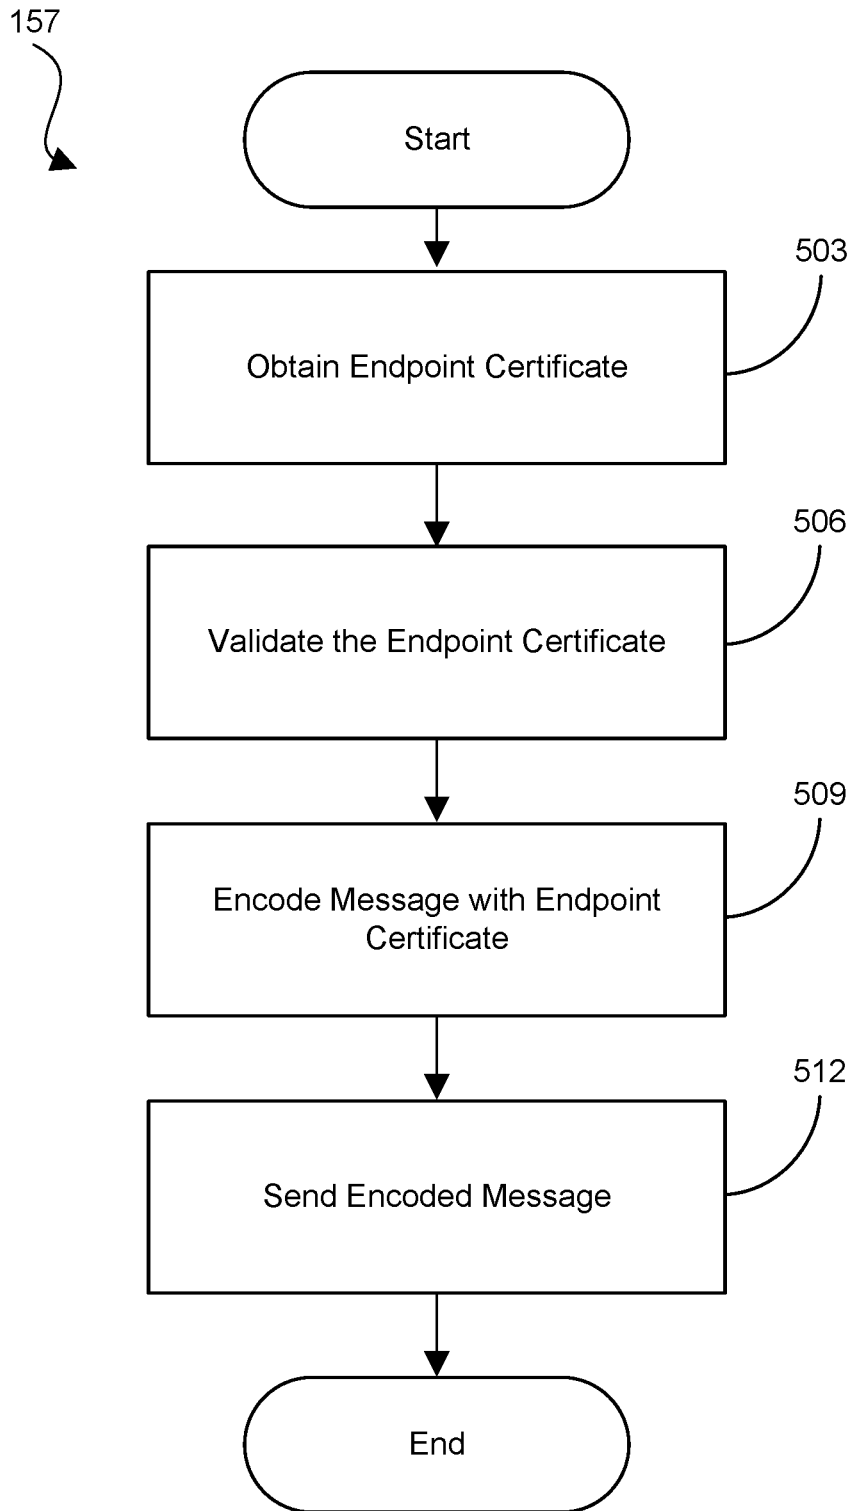 157
Start
503
Obtain Endpoint Certificate
506
Validate the Endpoint Certificate
509
Encode Message with Endpoint
Certificate
512
Send Encoded Message
End